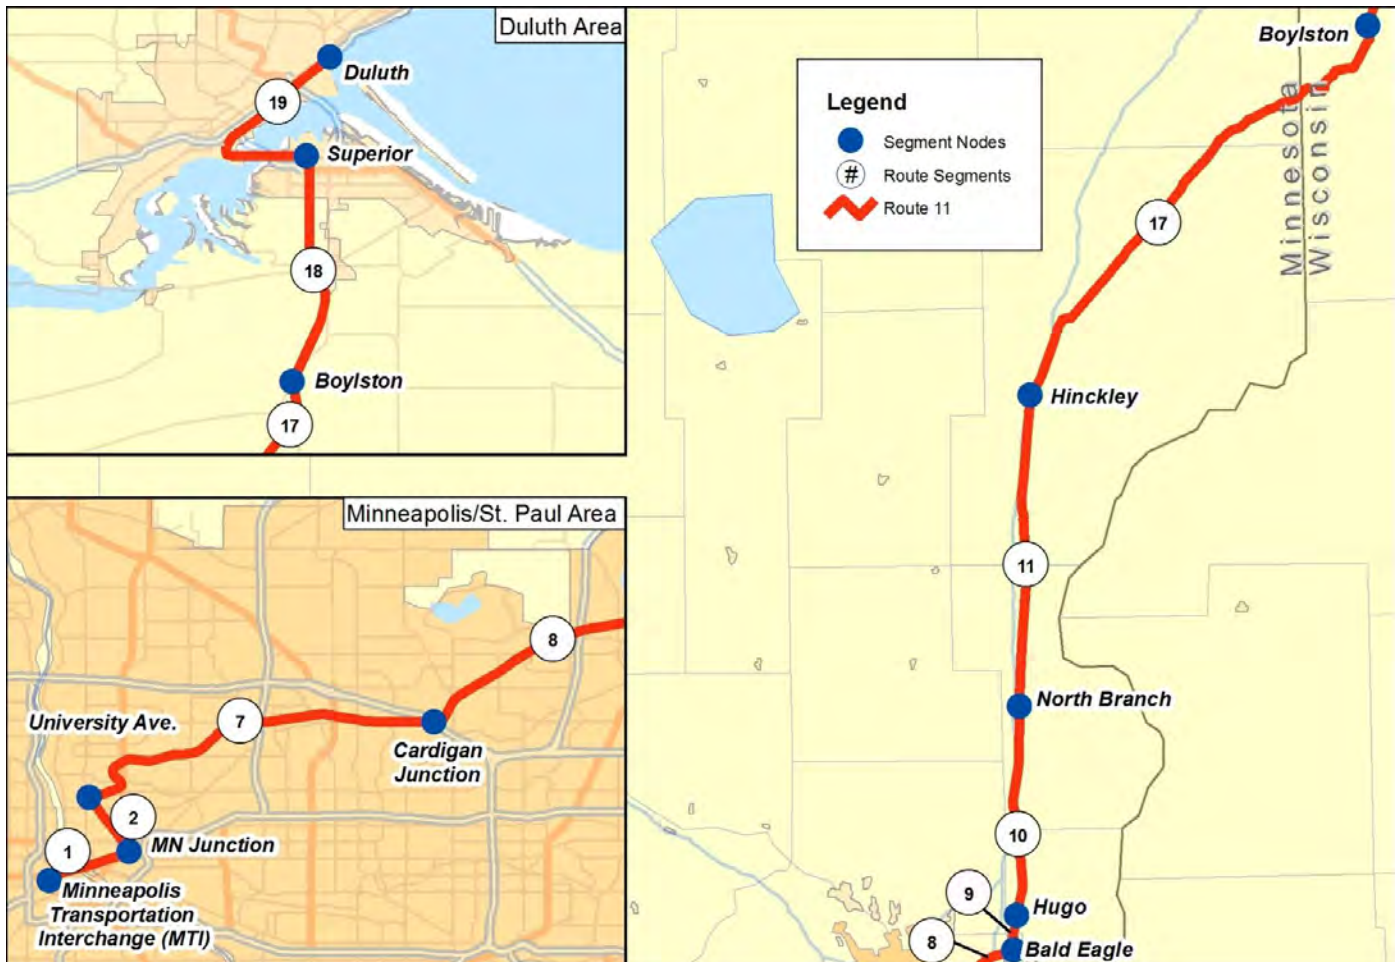 Duluth Area
Duluth
19
Superior
18
Boylston
17
Minneapolis/St. Paul Area
8
University Ave.
7
Cardigan
Junction
2
MN Junction
1
Minneapolis
Transportation
Interchange (MTI)
Boylston
Legend
Segment Nodes
# Route Segments
Route 11
Minnesota
Wisconsin
17
Hinckley
11
North Branch
10
9
Hugo
8
Bald Eagle